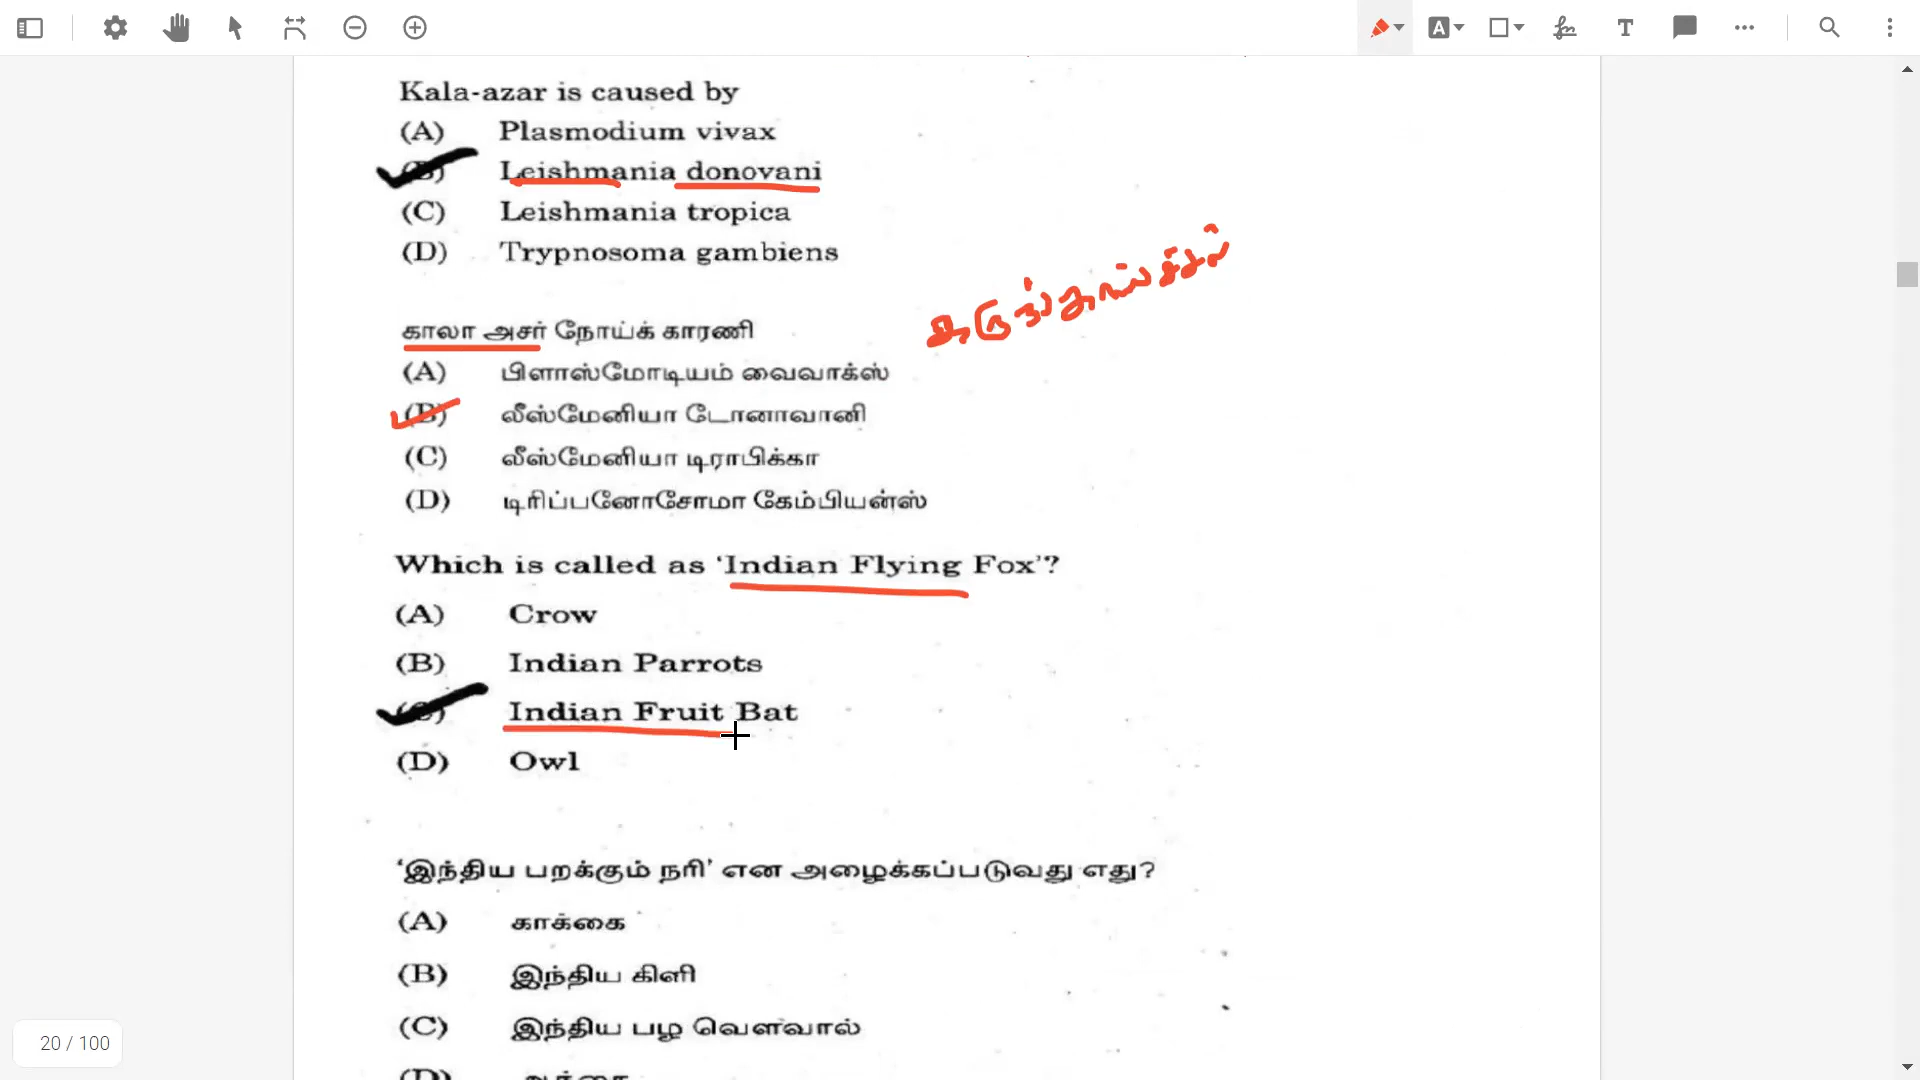 Kala-azar is caused by
(A) Plasmodium vivax
(B) Leishmania donovani
(C) Leishmania tropica
(D) Trypnosoma gambiens
கருங்காய்ச்சல்
காலா அசர் நோய்க் காரணி
(A) பிளாஸ்மோடியம் வைவாக்ஸ்
(B) லீஸ்மேனியா டோனாவானி
(C) லீஸ்மேனியா டிராபிக்கா
(D) டிரிப்பனோசோமா கேம்பியன்ஸ்
Which is called as ‘Indian Flying Fox’?
(A) Crow
(B) Indian Parrots
(C) Indian Fruit Bat
(D) Owl
‘இந்திய பறக்கும் நரி’ என அழைக்கப்படுவது எது?
(A) காக்கை
(B) இந்திய கிளி
(C) இந்திய பழ வௌவால்
20 / 100